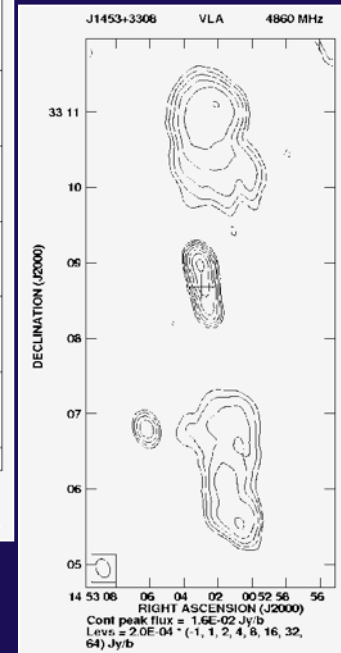 J1453+3308 VLA 4860 MHz
33 11
10
09
08
07
06
05
DECLINATION (J2000)
14 53 08 06 04 02 00 52 58 56
RIGHT ASCENSION (J2000)
Cont peak flux = 1.6E-02 Jy/b
Levs = 2.0E-04 * (-1, 1, 2, 4, 8, 16, 32,
64) Jy/b